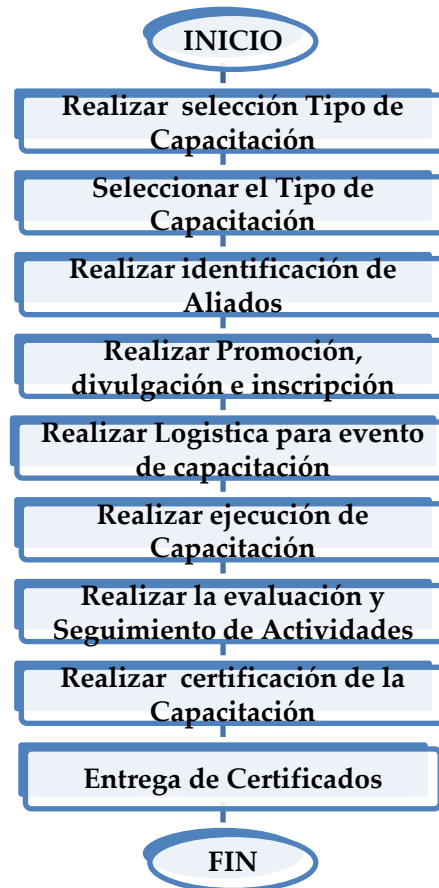 INICIO
Realizar selección Tipo de
Capacitación
Seleccionar el Tipo de
Capacitación
Realizar identificación de
Aliados
Realizar Promoción,
divulgación e inscripción
Realizar Logistica para evento
de capacitación
Realizar ejecución de
Capacitación
Realizar la evaluación y
Seguimiento de Actividades
Realizar certificación de la
Capacitación
Entrega de Certificados
FIN